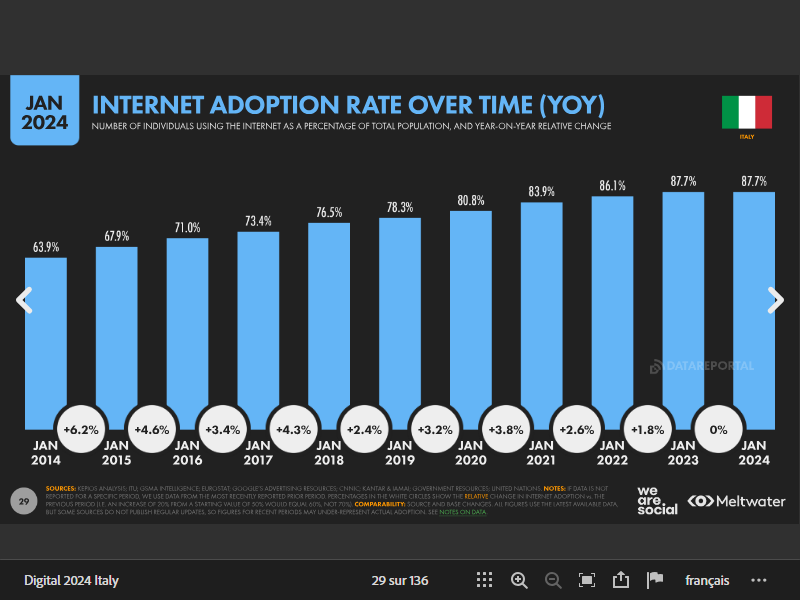 JAN
2024
INTERNET ADOPTION RATE OVER TIME (YOY)
NUMBER OF INDIVIDUALS USING THE INTERNET AS A PERCENTAGE OF TOTAL POPULATION, AND YEAR-ON-YEAR RELATIVE CHANGE
ITALY
63.9%
67.9%
71.0%
73.4%
76.5%
78.3%
80.8%
83.9%
86.1%
87.7%
87.7%
DATAREPORTAL
+6.2%
+4.6%
+3.4%
+4.3%
+2.4%
+3.2%
+3.8%
+2.6%
+1.8%
0%
JAN
2014
JAN
2015
JAN
2016
JAN
2017
JAN
2018
JAN
2019
JAN
2020
JAN
2021
JAN
2022
JAN
2023
JAN
2024
29
SOURCES: KEPIOS ANALYSIS; ITU; GSMA INTELLIGENCE; EUROSTAT; GOOGLE'S ADVERTISING RESOURCES; CNNIC; KANTAR & IAMAI; GOVERNMENT RESOURCES; UNITED NATIONS. NOTES: IF DATA IS NOT
REPORTED FOR A SPECIFIC PERIOD, WE USE DATA FROM THE MOST RECENTLY REPORTED PRIOR PERIOD. PERCENTAGES IN THE WHITE CIRCLES SHOW THE RELATIVE CHANGE IN INTERNET ADOPTION vs. THE
PREVIOUS PERIOD (I.E. AN INCREASE OF 20% FROM A STARTING VALUE OF 50% WOULD EQUAL 60%, NOT 70%). COMPARABILITY: SOURCE AND BASE CHANGES. ALL FIGURES USE THE LATEST AVAILABLE DATA,
BUT SOME SOURCES DO NOT PUBLISH REGULAR UPDATES, SO FIGURES FOR RECENT PERIODS MAY UNDER-REPRESENT ACTUAL ADOPTION. SEE NOTES ON DATA.
we
are.
social
Meltwater
Digital 2024 Italy
29 sur 136
français